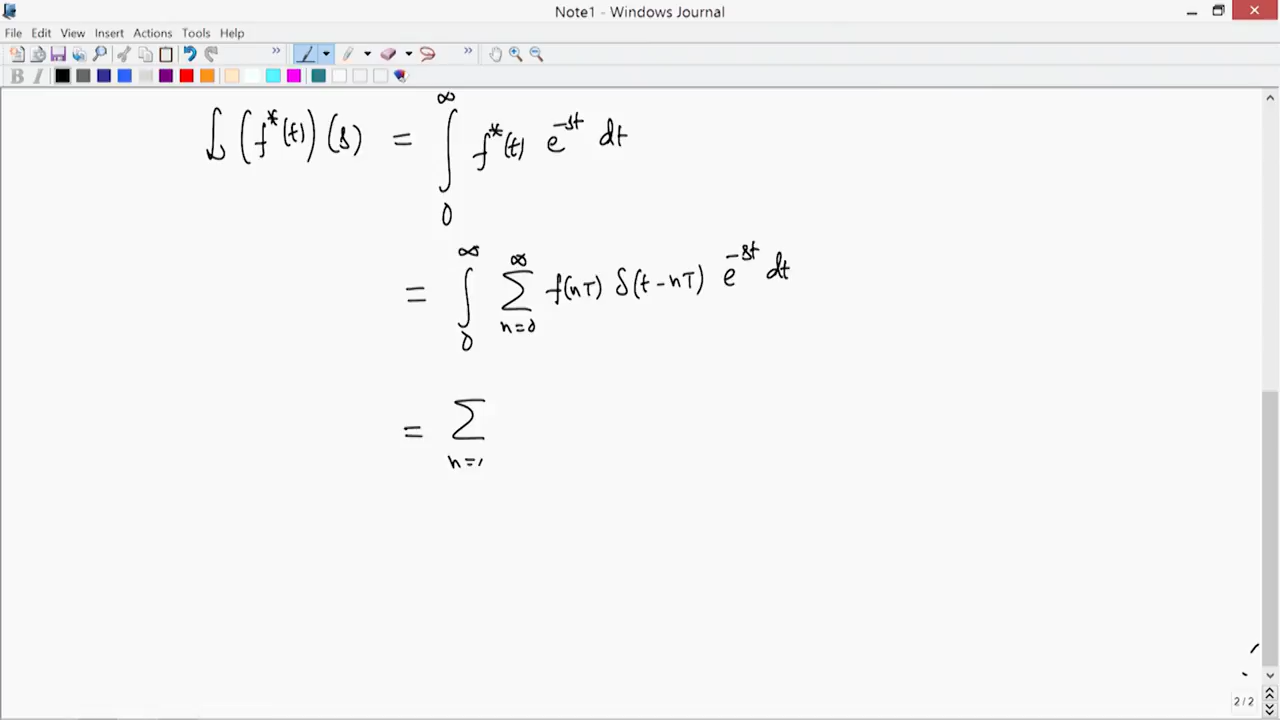 Note1 - Windows Journal
File Edit View Insert Actions Tools Help
B I
L(f*(t))(s) = ∫₀^∞ f*(t) e^{-st} dt
= ∫₀^∞ ∑_{n=0}^∞ f(nT) δ(t-nT) e^{-st} dt
= ∑_{n=
2 / 2